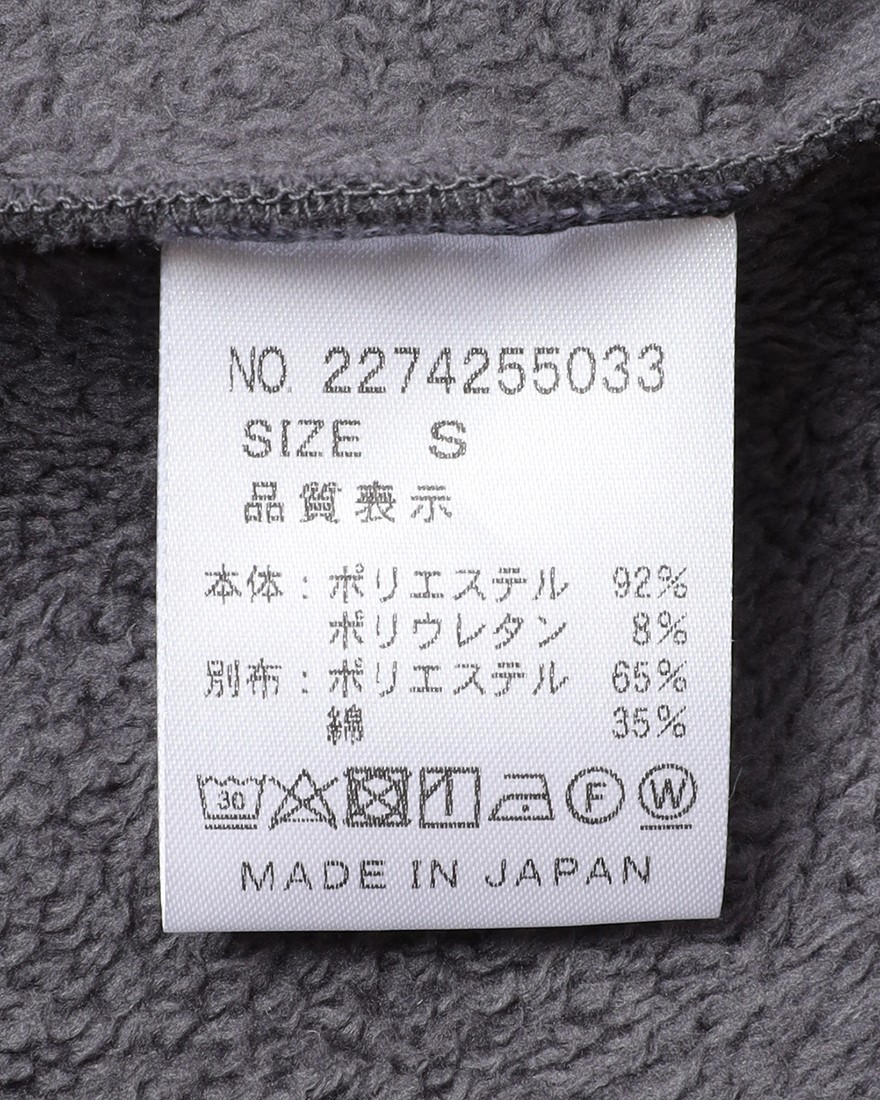 NO. 2274255033
SIZE S
品質表示
本体：ポリエステル 92%
ポリウレタン 8%
別布：ポリエステル 65%
綿 35%
30 F W
MADE IN JAPAN